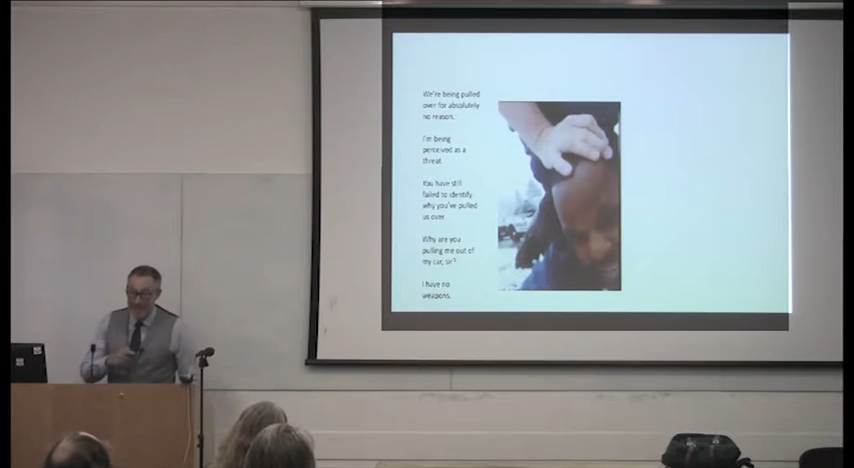 We're being pulled
over for absolutely
no reason.
I'm being
perceived as a
threat
You have still
failed to identify
why you've pulled
us over.
Why are you
pulling me out of
my car, sir?
I have no
weapons.